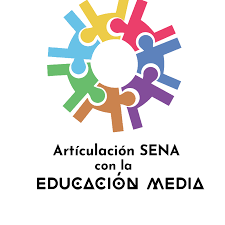 Artículación SENA
con la
EDUCACIÓN MEDIA